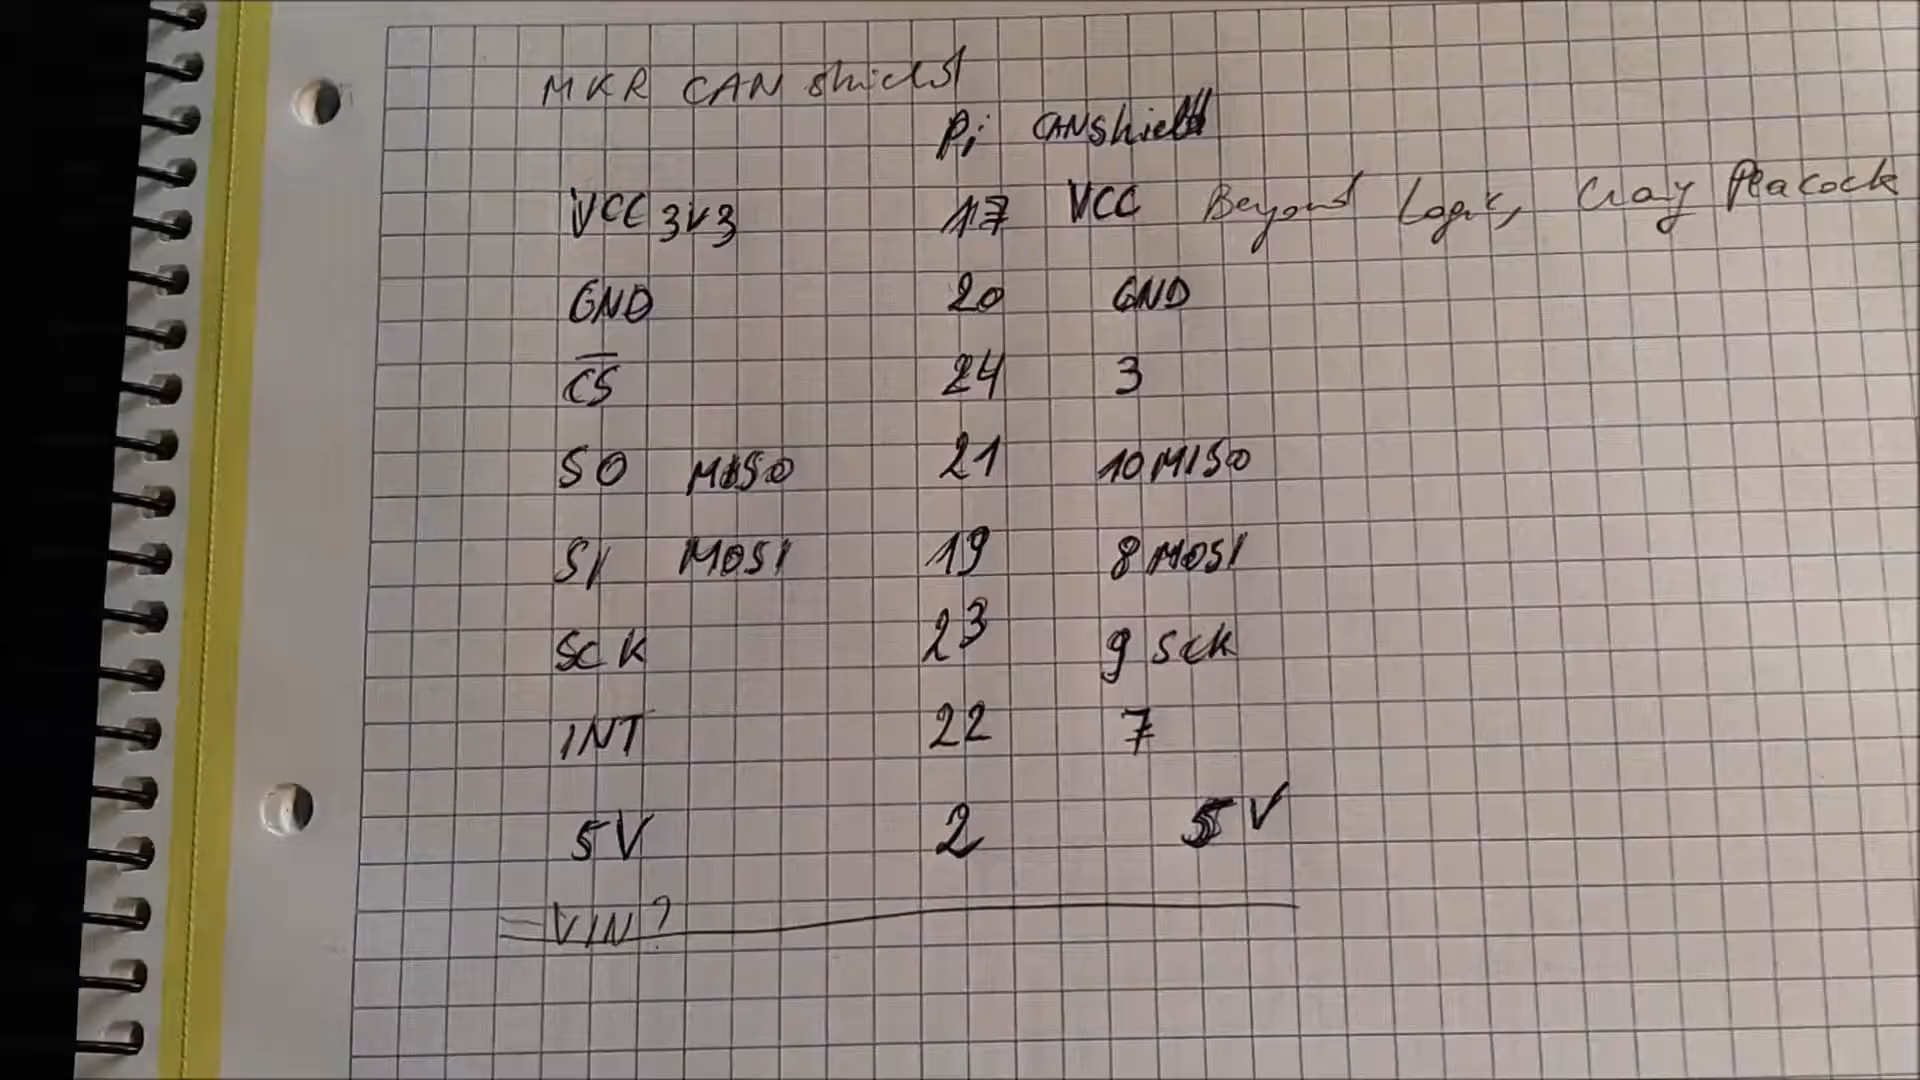 MKR CAN Shield
Pi CANShield
VCC 3V3 17 VCC Beyond Logic, Craig Peacock
GND 20 GND
CS 24 3
SO MISO 21 10 MISO
SI MOSI 19 8 MOSI
SCK 23 9 SCK
INT 22 7
5V 2 5V
VIN?